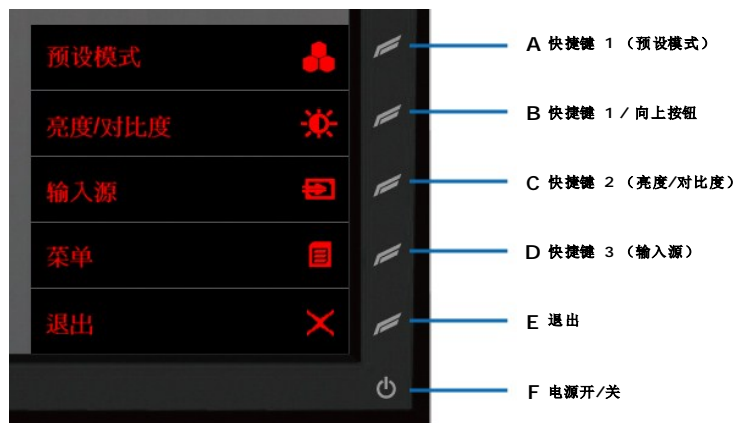 预设模式
A 快捷键 1 （预设模式）
亮度/对比度
B 快捷键 1 / 向上按钮
输入源
C 快捷键 2 （亮度/对比度）
菜单
D 快捷键 3 （输入源）
退出
E 退出
F 电源开/关